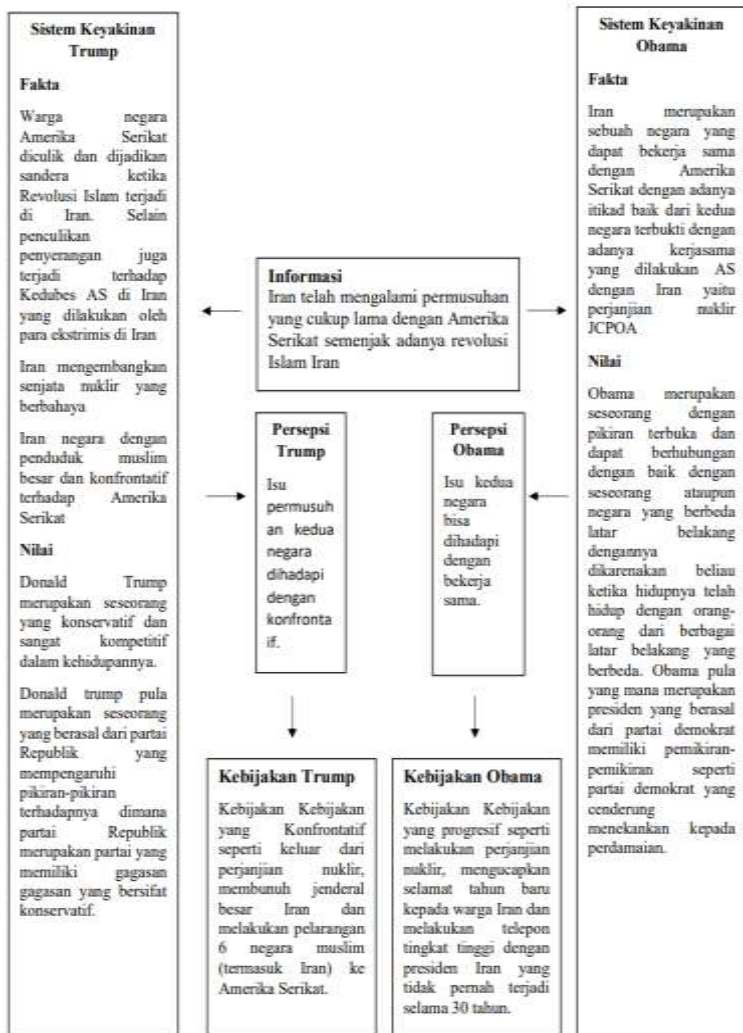 Sistem Keyakinan
Trump
Fakta
Warga negara
Amerika Serikat
diculik dan dijadikan
sandera ketika
Revolusi Islam terjadi
di Iran. Selain
penculikan
penyerangan juga
terjadi terhadap
Kedubes AS di Iran
yang dilakukan oleh
para ekstrimis di Iran
Iran mengembangkan
senjata nuklir yang
berbahaya
Iran negara dengan
penduduk muslim
besar dan konfrontatif
terhadap Amerika
Serikat
Nilai
Donald Trump
merupakan seseorang
yang konservatif dan
sangat kompetitif
dalam kehidupannya.
Donald trump pula
merupakan seseorang
yang berasal dari partai
Republik yang
mempengaruhi
pikiran-pikiran
terhadapnya dimana
partai Republik
merupakan partai yang
memiliki gagasan
gagasan yang bersifat
konservatif.
Informasi
Iran telah mengalami permusuhan
yang cukup lama dengan Amerika
Serikat semenjak adanya revolusi
Islam Iran
Persepsi
Trump
Isu
permusuh
an kedua
negara
dihadapi
dengan
konfronta
if.
Persepsi
Obama
Isu kedua
negara
bisa
dihadapi
dengan
bekerja
sama.
Kebijakan Trump
Kebijakan Kebijakan
yang Konfrontatif
seperti keluar dari
perjanjian nuklir,
membunuh jenderal
besar Iran dan
melakukan pelarangan
6 negara muslim
(termasuk Iran) ke
Amerika Serikat.
Kebijakan Obama
Kebijakan Kebijakan
yang progresif seperti
melakukan perjanjian
nuklir, mengucapkan
selamat tahun baru
kepada warga Iran dan
melakukan telepon
tingkat tinggi dengan
presiden Iran yang
tidak pernah terjadi
selama 30 tahun.
Sistem Keyakinan
Obama
Fakta
Iran merupakan
sebuah negara yang
dapat bekerja sama
dengan Amerika
Serikat dengan adanya
itikad baik dari kedua
negara terbukti dengan
adanya kerjasama
yang dilakukan AS
dengan Iran yaitu
perjanjian nuklir
JCPOA
Nilai
Obama merupakan
seseorang dengan
pikiran terbuka dan
dapat berhubungan
dengan baik dengan
seseorang ataupun
negara yang berbeda
latar belakang
dengannya
dikarenakan beliau
ketika hidupnya telah
hidup dengan orang-
orang dari berbagai
latar belakang yang
berbeda. Obama pula
yang mana merupakan
presiden yang berasal
dari partai demokrat
memiliki pemikiran-
pemikiran seperti
partai demokrat yang
cenderung
menekankan kepada
perdamaian.